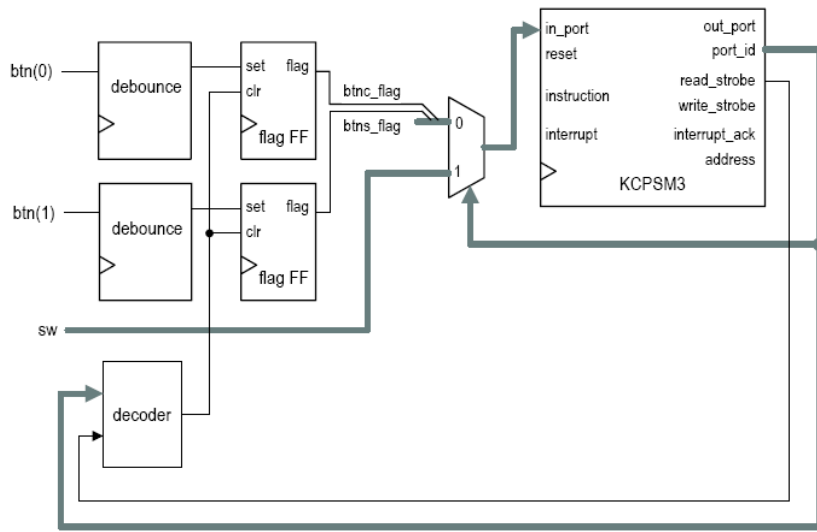 btn(0)
debounce
set
flag
clr
flag FF
btnc_flag
btns_flag
0
1
in_port
out_port
reset
port_id
read_strobe
instruction
write_strobe
interrupt
interrupt_ack
address
KCPSM3
btn(1)
debounce
set
flag
clr
flag FF
sw
decoder